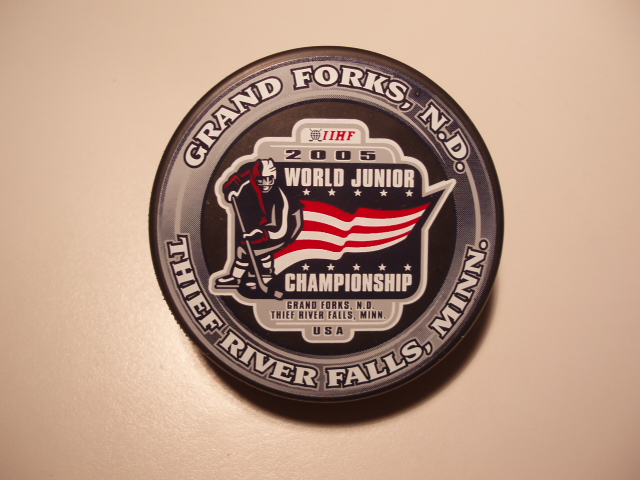 GRAND FORKS, N.D.
IIHF
2005
WORLD JUNIOR
CHAMPIONSHIP
GRAND FORKS, N.D.
THIEF RIVER FALLS, MINN.
USA
THIEF RIVER FALLS, MINN.